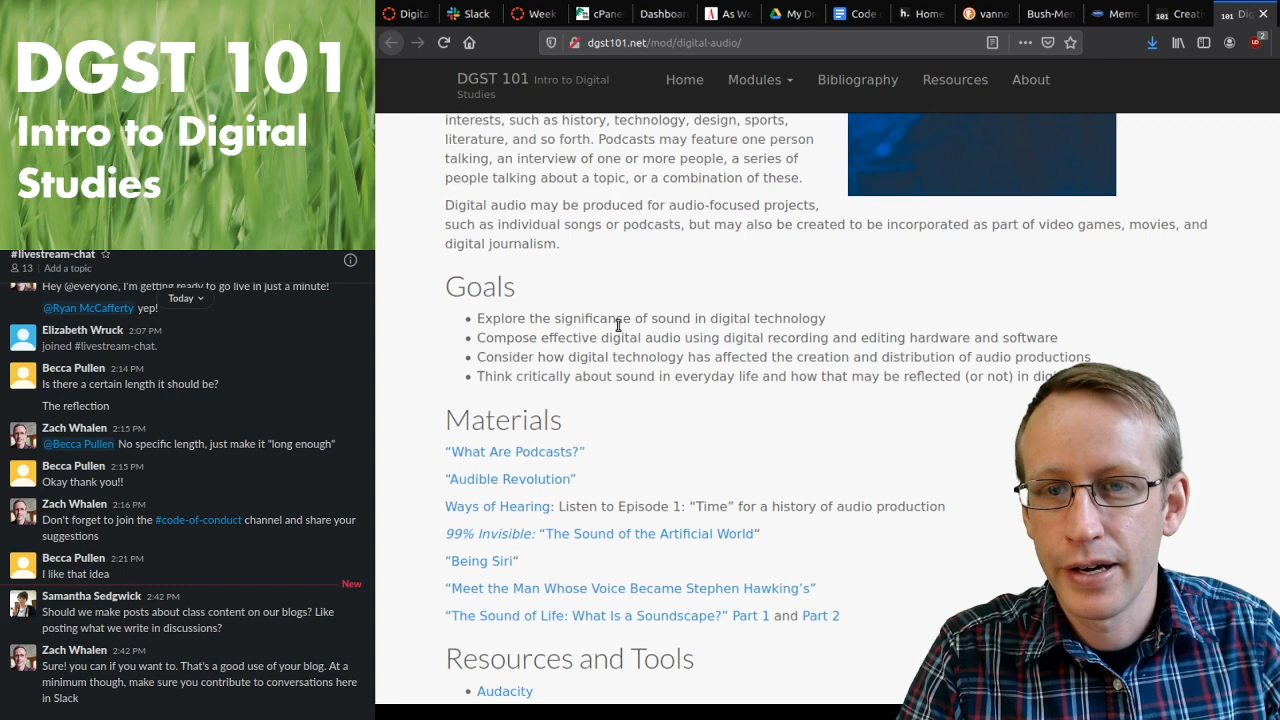 DGST 101
Intro to Digital
Studies
#livestream-chat
13 | Add a topic
Hey @everyone, I'm getting ready to go live in just a minute!
Today
@Ryan McCafferty yep!
Elizabeth Wruck 2:07 PM
joined #livestream-chat.
Becca Pullen 2:14 PM
Is there a certain length it should be?
The reflection
Zach Whalen 2:15 PM
@Becca Pullen No specific length, just make it "long enough"
Becca Pullen 2:15 PM
Okay thank you!!
Zach Whalen 2:16 PM
Don't forget to join the #code-of-conduct channel and share your
suggestions
Becca Pullen 2:21 PM
I like that idea
New
Samantha Sedgwick 2:42 PM
Should we make posts about class content on our blogs? Like
posting what we write in discussions?
Zach Whalen 2:42 PM
Sure! you can if you want to. That's a good use of your blog. At a
minimum though, make sure you contribute to conversations here
in Slack
Digita Slack Week cPane Dashboar As We My Dr Code o Home vanne Bush-Men Meme 101 Creati 101 Dig
dgst101.net/mod/digital-audio/
2
DGST 101 Intro to Digital
Studies
Home Modules Bibliography Resources About
interests, such as history, technology, design, sports,
literature, and so forth. Podcasts may feature one person
talking, an interview of one or more people, a series of
people talking about a topic, or a combination of these.
Digital audio may be produced for audio-focused projects,
such as individual songs or podcasts, but may also be created to be incorporated as part of video games, movies, and
digital journalism.
Goals
• Explore the significance of sound in digital technology
• Compose effective digital audio using digital recording and editing hardware and software
• Consider how digital technology has affected the creation and distribution of audio productions
• Think critically about sound in everyday life and how that may be reflected (or not) in
Materials
“What Are Podcasts?”
“Audible Revolution”
Ways of Hearing: Listen to Episode 1: “Time” for a history of audio production
99% Invisible: “The Sound of the Artificial World“
“Being Siri“
“Meet the Man Whose Voice Became Stephen Hawking’s”
“The Sound of Life: What Is a Soundscape?” Part 1 and Part 2
Resources and Tools
• Audacity